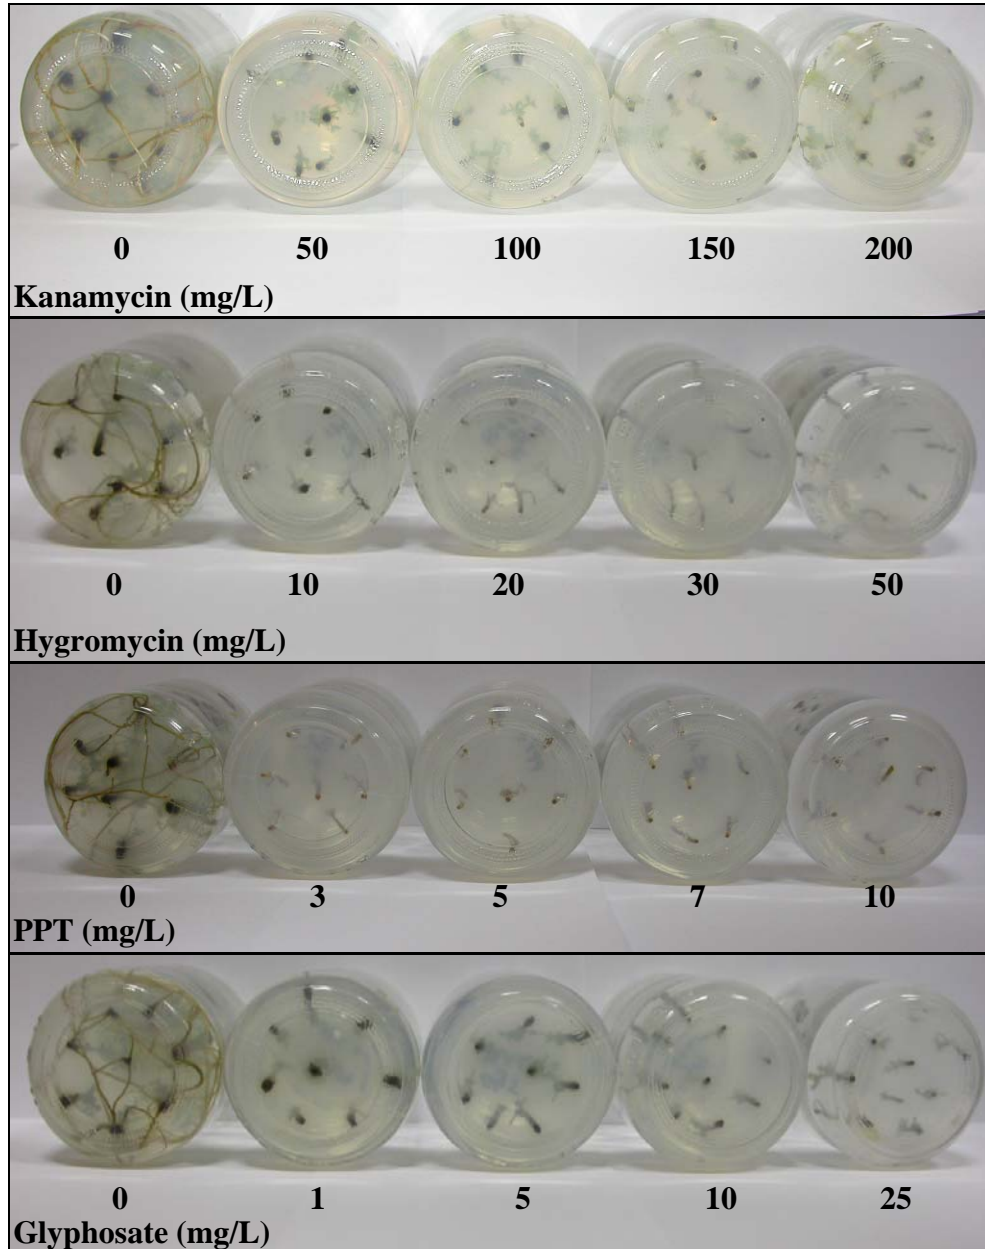 0 50 100 150 200
Kanamycin (mg/L)
0 10 20 30 50
Hygromycin (mg/L)
0 3 5 7 10
PPT (mg/L)
0 1 5 10 25
Glyphosate (mg/L)